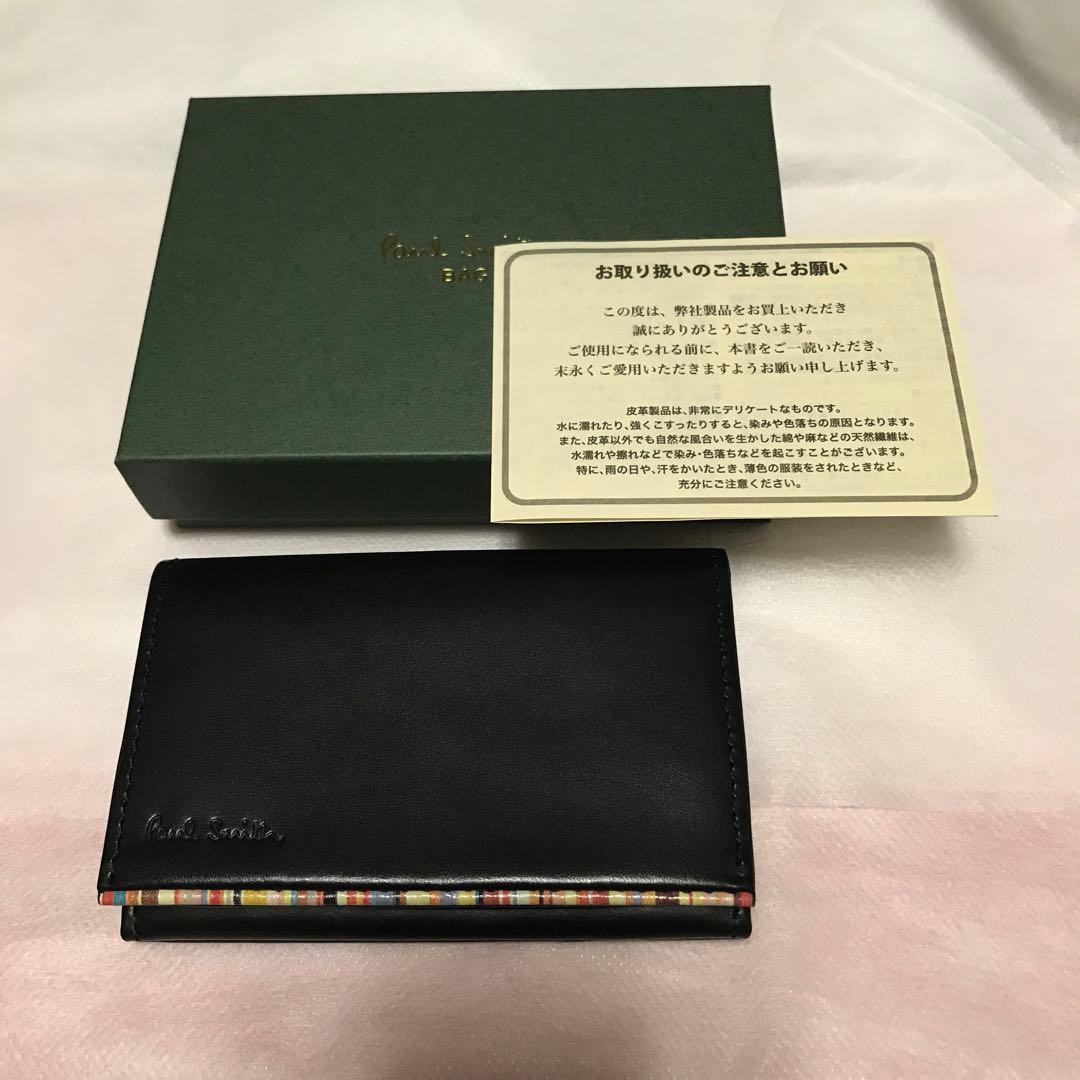 Paul Smith
BAG
お取り扱いのご注意とお願い
この度は、弊社製品をお買上いただき
誠にありがとうございます。
ご使用になられる前に、本書をご一読いただき、
末永くご愛用いただきますようお願い申し上げます。
皮革製品は、非常にデリケートなものです。
水に濡れたり、強くこすったりすると、染みや色落ちの原因となります。
また、皮革以外でも自然な風合いを生かした綿や麻などの天然繊維は、
水濡れや擦れなどで染み・色落ちなどを起こすことがございます。
特に、雨の日や、汗をかいたとき、薄色の服装をされたときなど、
充分にご注意ください。
Paul Smith